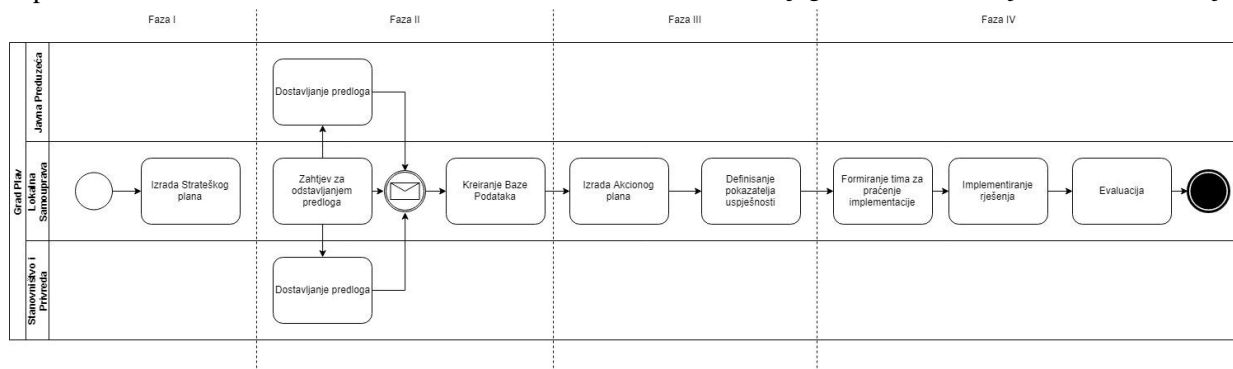 Faza I
Faza II
Faza III
Faza IV
Grad Plav
Javna Preduzeća
Lokalna
Samouprava
Stanovništvo i
Privreda
Dostavljanje predloga
Izrada Strateškog
plana
Zahtjev za
odstavljanjem
predloga
Kreiranje Baze
Podataka
Izrada Akcionog
plana
Definisanje
pokazatelja
uspješnosti
Formiranje tima za
praćenje
implementacije
Implementiranje
rješenja
Evaluacija
Dostavljanje predloga